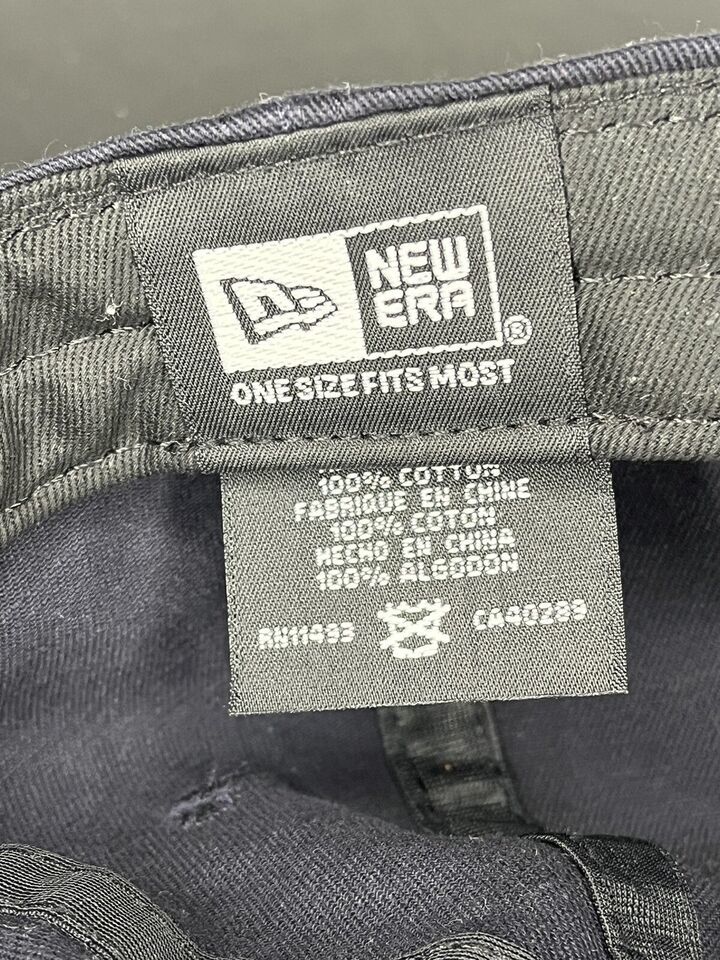 NEW
ERA
®
ONE SIZE FITS MOST
100% COTTON
FABRIQUE EN CHINE
100% COTON
HECHO EN CHINA
100% ALGODON
RN11493 CA40289